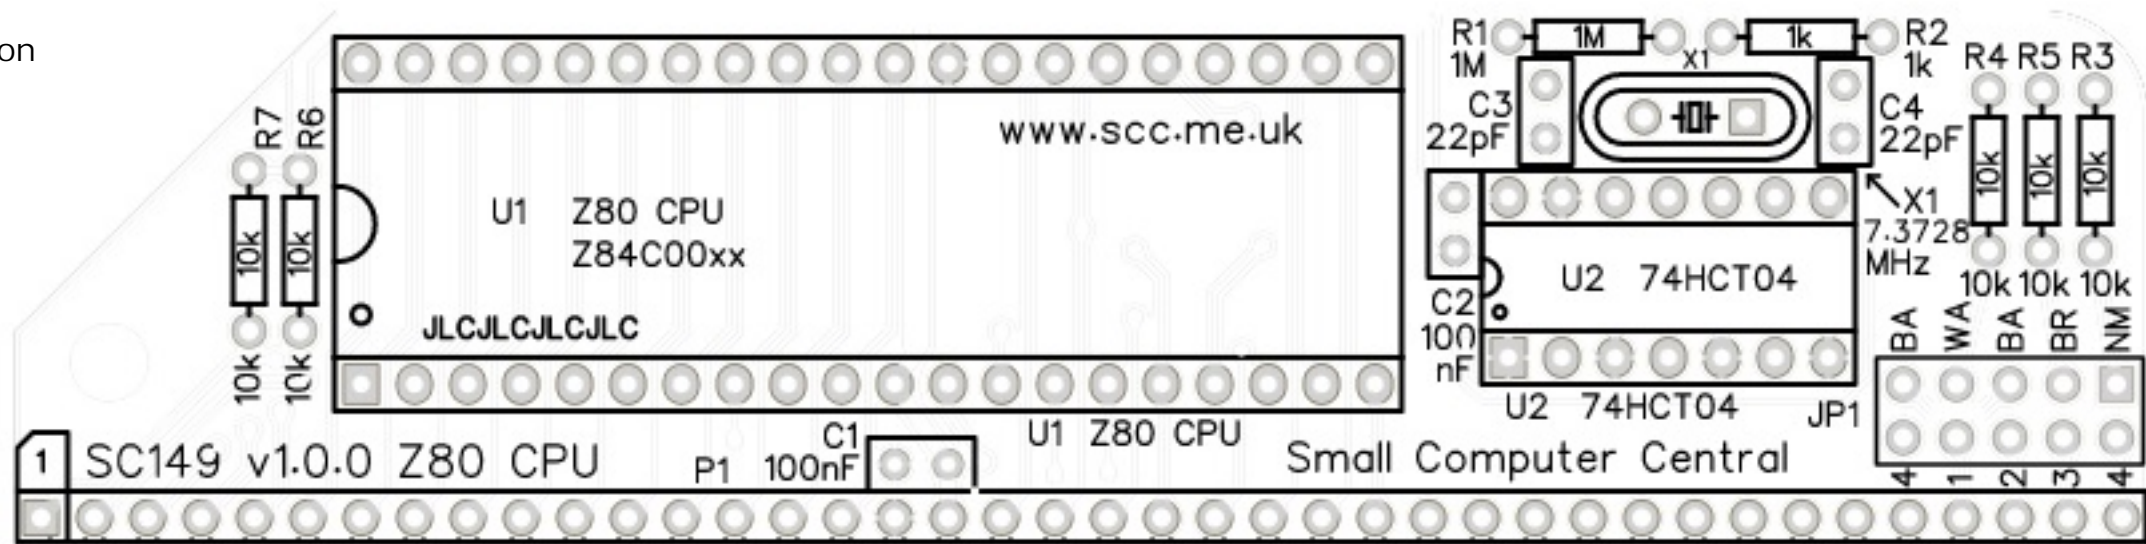 on
R1
1M
1M
1k
R2
1k
X1
R4 R5 R3
C3
22pF
C4
22pF
10k
10k
10k
R7
R6
www.scc.me.uk
U1 Z80 CPU
Z84C00xx
X1
7.3728
MHz
10k 10k 10k
10k
10k
U2 74HCT04
C2
100
nF
JLCJLCJLCJLC
BA
WA
BA
BR
NM
10k
10k
U2 74HCT04
JP1
C1
100nF
U1 Z80 CPU
1
SC149 v1.0.0 Z80 CPU
P1
Small Computer Central
4
1
2
3
4